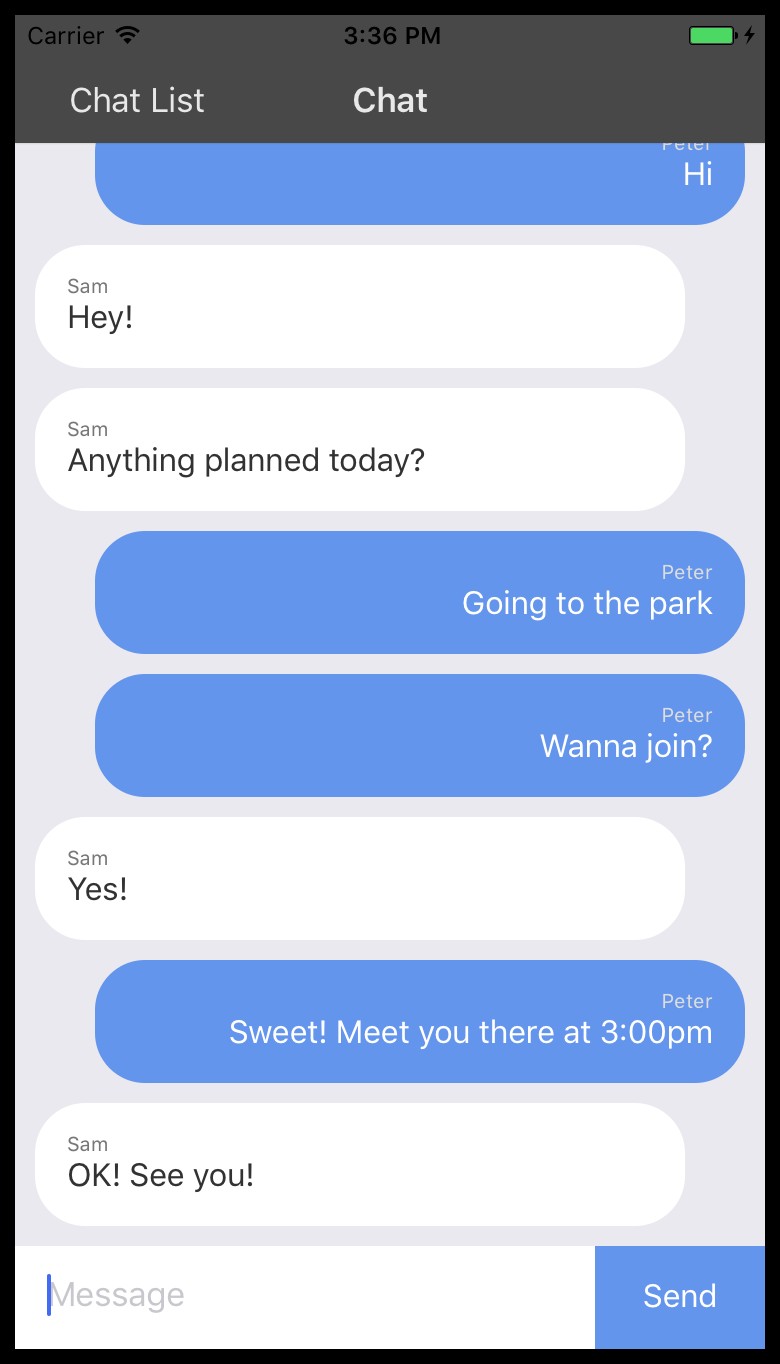 Carrier 3:36 PM
Chat List Chat
Peter
Hi
Sam
Hey!
Sam
Anything planned today?
Peter
Going to the park
Peter
Wanna join?
Sam
Yes!
Peter
Sweet! Meet you there at 3:00pm
Sam
OK! See you!
Message Send